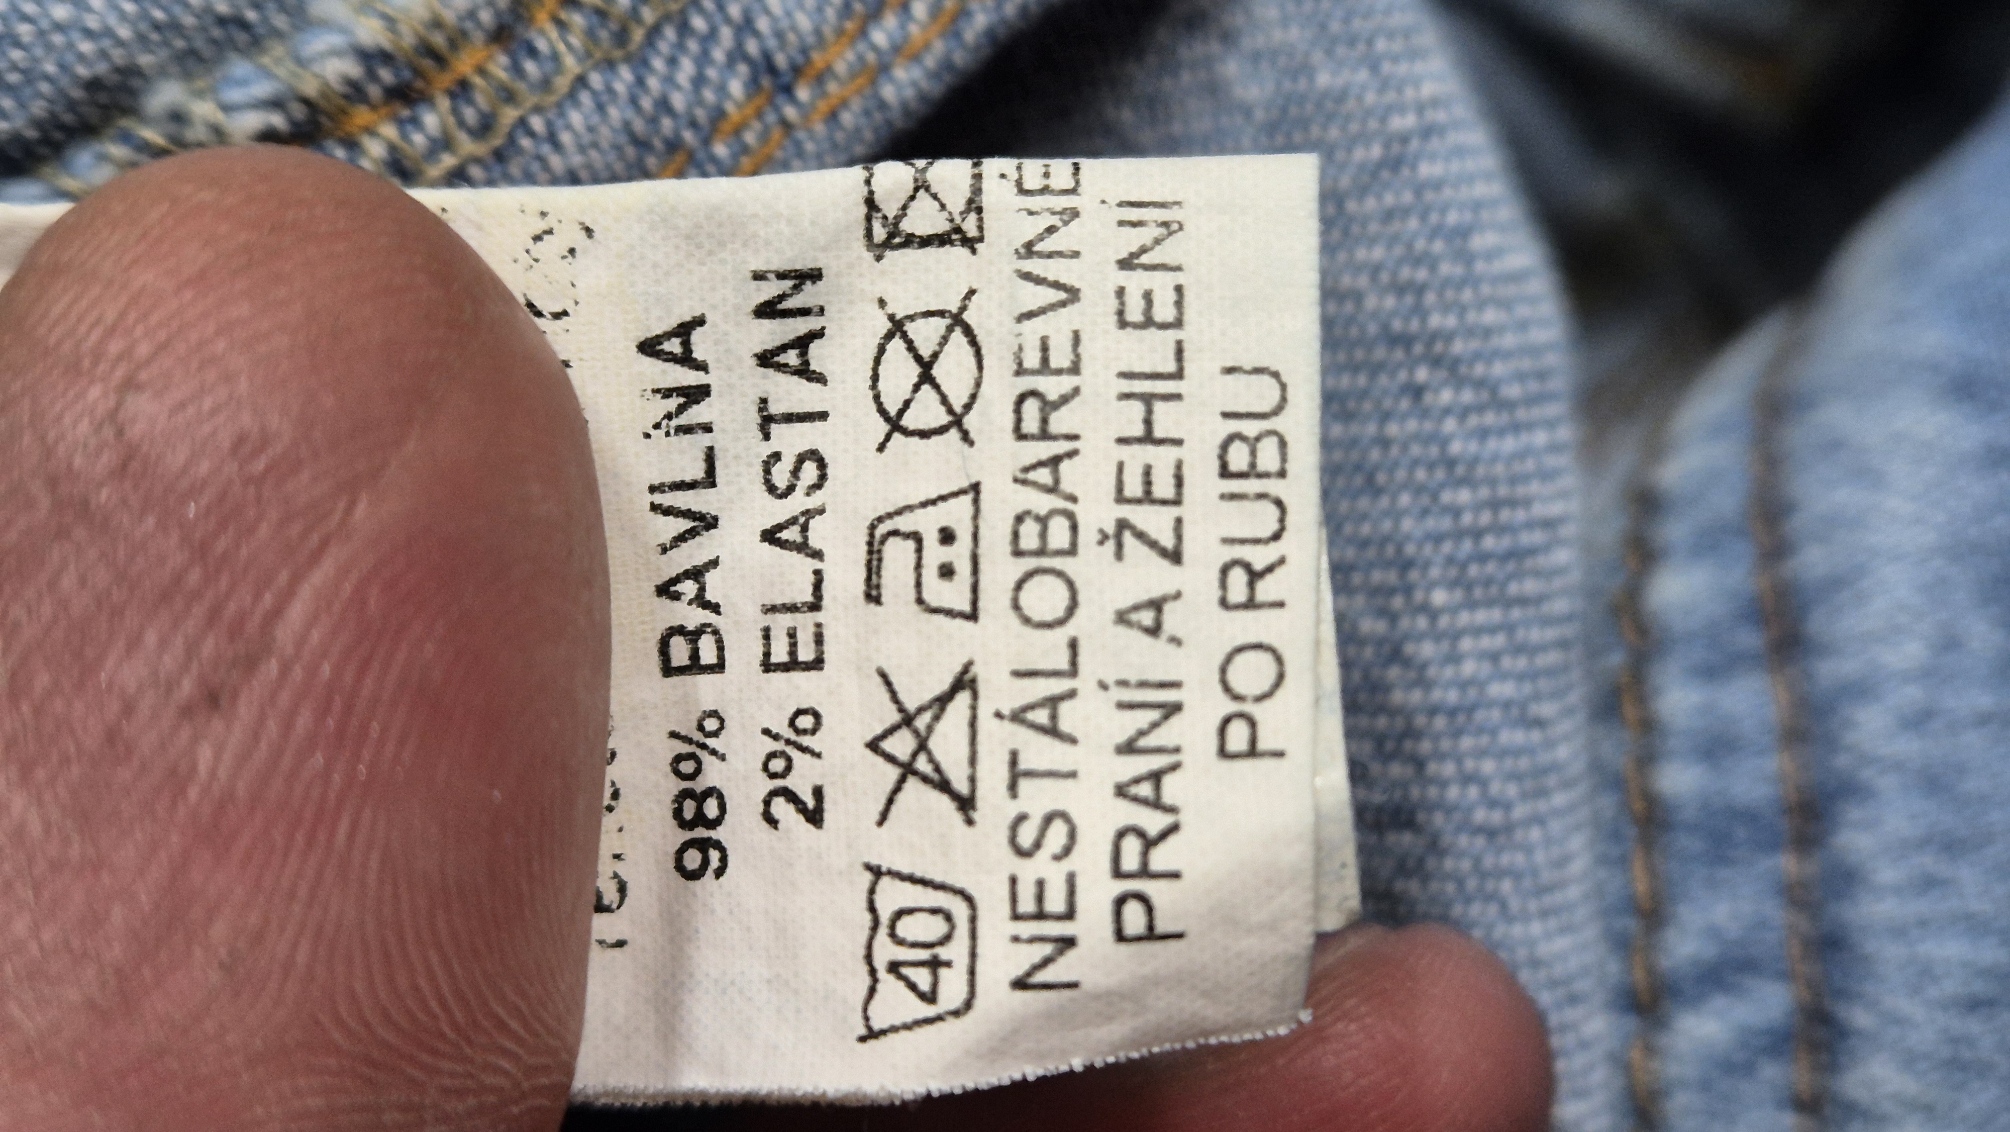 98% BAVLNA
2% ELASTAN
40
NESTÁLOBAREVNÉ
PRANÍ A ŽEHLENÍ
PO RUBU